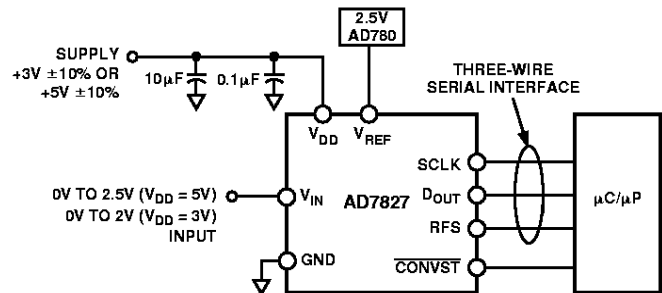 2.5V
AD780
SUPPLY
+3V ±10% OR
+5V ±10%
10µF
0.1µF
THREE-WIRE
SERIAL INTERFACE
VDD
VREF
SCLK
0V TO 2.5V (VDD = 5V)
0V TO 2V (VDD = 3V)
INPUT
VIN
AD7827
DOUT
µC/µP
RFS
GND
CONVST